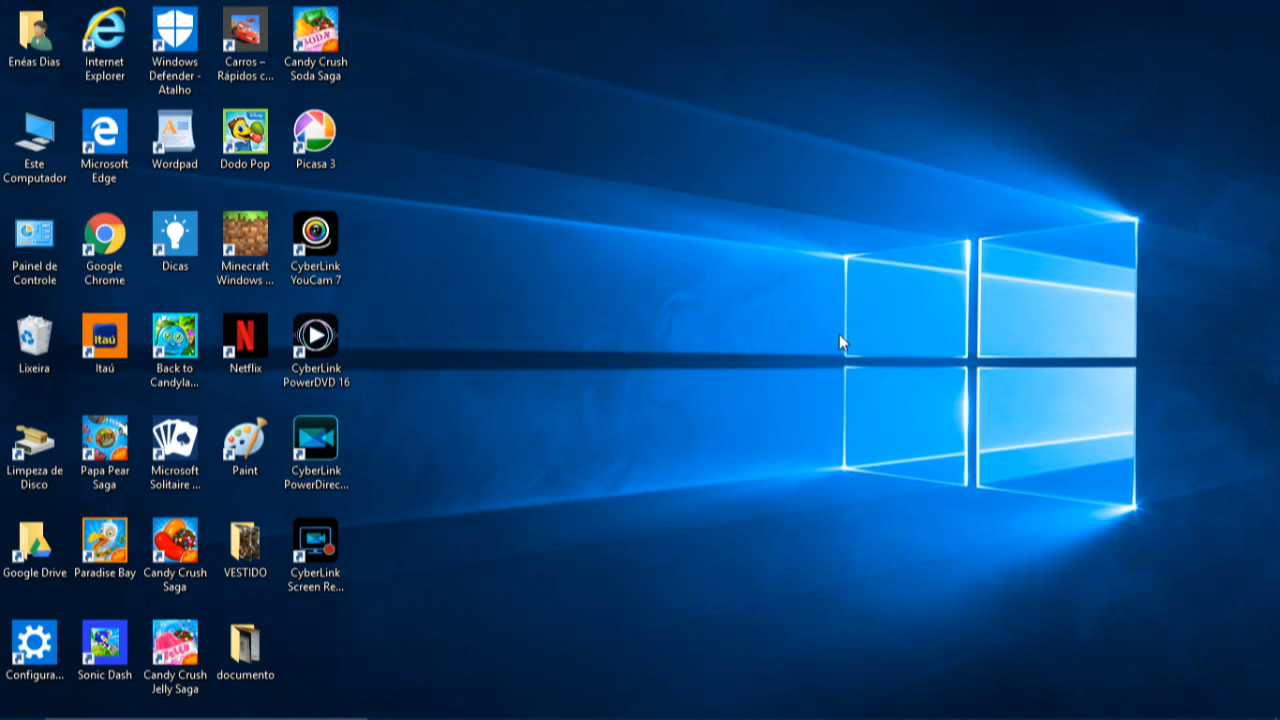 Enéas Dias
Internet
Explorer
Windows
Defender -
Atalho
Carros –
Rápidos c...
SODA
Candy Crush
Soda Saga
Este
Computador
Microsoft
Edge
Wordpad
Disney
Dodo Pop
Picasa 3
Painel de
Controle
Google
Chrome
Dicas
Minecraft
Windows ...
CyberLink
YouCam 7
Lixeira
Itaú
Itaú
Back to
Candyla...
N
Netflix
CyberLink
PowerDVD 16
Limpeza de
Disco
Papa Pear
Saga
Microsoft
Solitaire ...
Paint
CyberLink
PowerDirec...
Google Drive
Paradise Bay
Candy Crush
Saga
VESTIDO
CyberLink
Screen Re...
Configura...
Sonic Dash
Candy Crush
Jelly Saga
documento